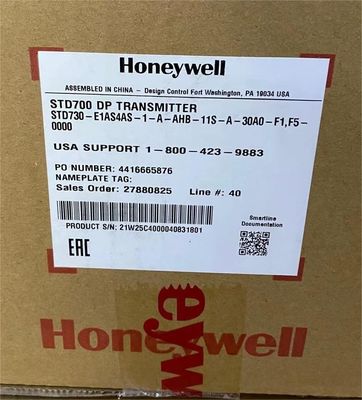 Honeywell
ASSEMBLED IN CHINA - Design Control Fort Washington, PA 19034 USA
STD700 DP TRANSMITTER
STD730-E1AS4AS-1-A-AHB-11S-A-30A0-F1,F5-
0000
USA SUPPORT 1-800-423-9883
PO NUMBER: 4416665876
NAMEPLATE TAG:
Sales Order: 27880825 Line #: 40
Smartline
Documentation
PRODUCT S/N: 21W25C4000040831801
EAC
Honeywell
eyw